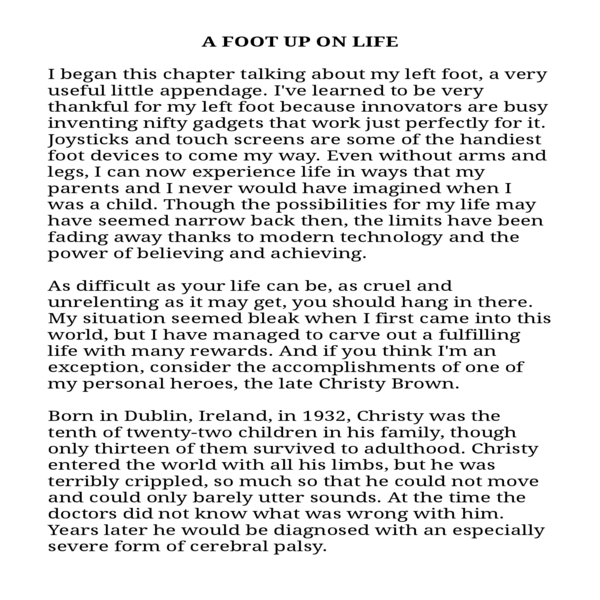 A FOOT UP ON LIFE
I began this chapter talking about my left foot, a very
useful little appendage. I've learned to be very
thankful for my left foot because innovators are busy
inventing nifty gadgets that work just perfectly for it.
Joysticks and touch screens are some of the handiest
foot devices to come my way. Even without arms and
legs, I can now experience life in ways that my
parents and I never would have imagined when I
was a child. Though the possibilities for my life may
have seemed narrow back then, the limits have been
fading away thanks to modern technology and the
power of believing and achieving.
As difficult as your life can be, as cruel and
unrelenting as it may get, you should hang in there.
My situation seemed bleak when I first came into this
world, but I have managed to carve out a fulfilling
life with many rewards. And if you think I'm an
exception, consider the accomplishments of one of
my personal heroes, the late Christy Brown.
Born in Dublin, Ireland, in 1932, Christy was the
tenth of twenty-two children in his family, though
only thirteen of them survived to adulthood. Christy
entered the world with all his limbs, but he was
terribly crippled, so much so that he could not move
and could only barely utter sounds. At the time the
doctors did not know what was wrong with him.
Years later he would be diagnosed with an especially
severe form of cerebral palsy.